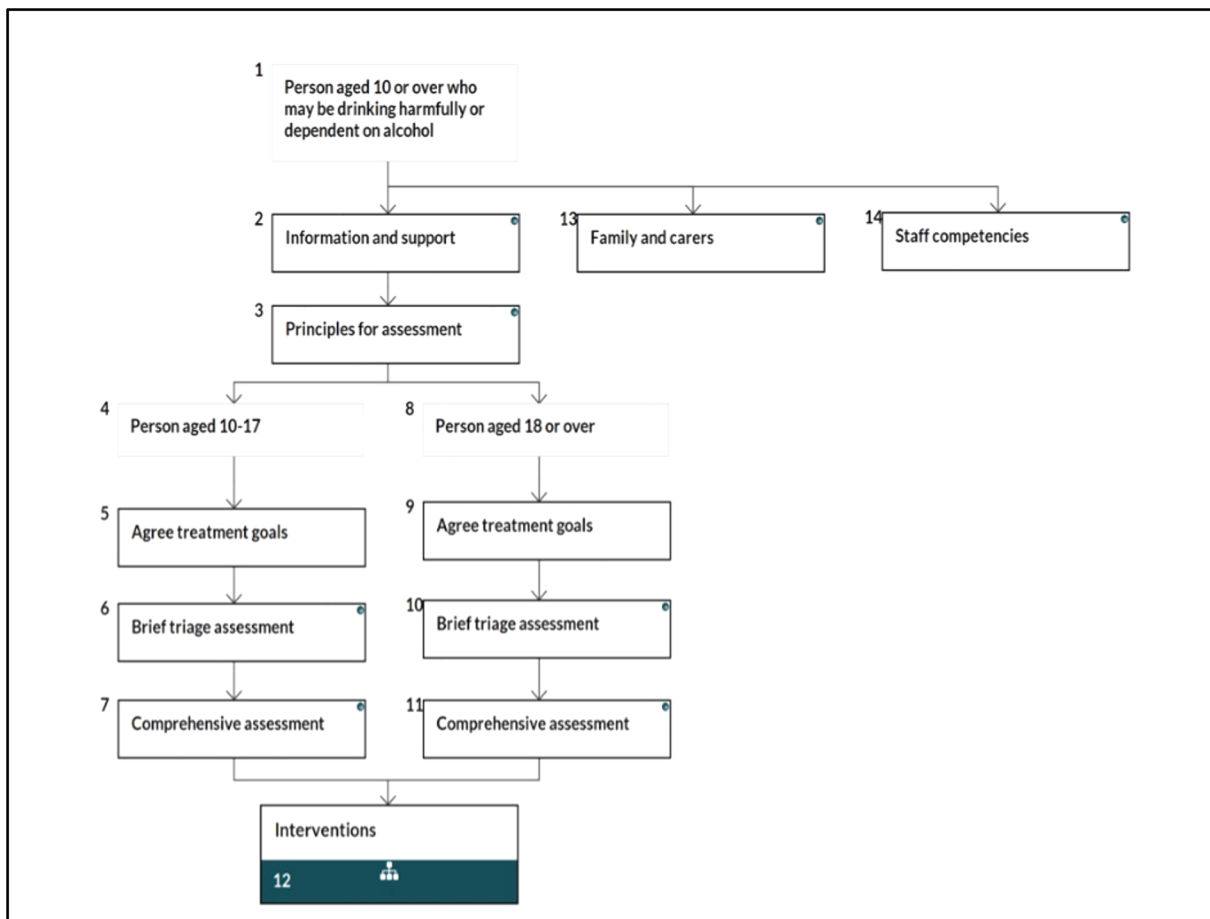 1
Person aged 10 or over who
may be drinking harmfully or
dependent on alcohol
2
Information and support
13
Family and carers
14
Staff competencies
3
Principles for assessment
4
Person aged 10-17
8
Person aged 18 or over
5
Agree treatment goals
9
Agree treatment goals
6
Brief triage assessment
10
Brief triage assessment
7
Comprehensive assessment
11
Comprehensive assessment
Interventions
12